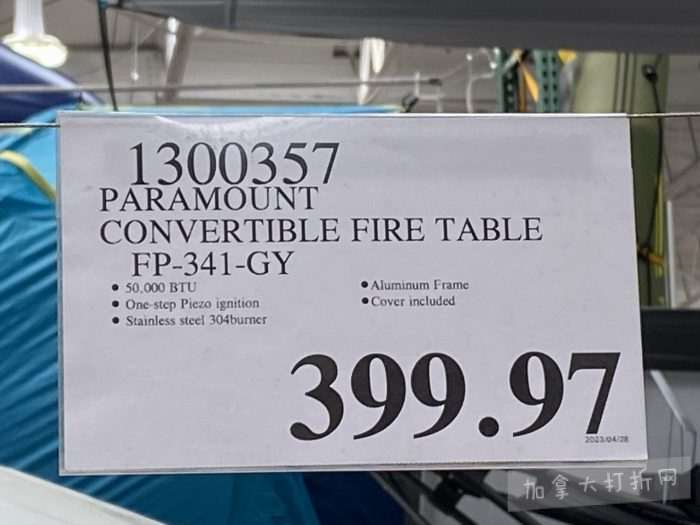 1300357
PARAMOUNT
CONVERTIBLE FIRE TABLE
FP-341-GY
• 50,000 BTU
• One-step Piezo ignition
• Stainless steel 304burner
• Aluminum Frame
• Cover included
399.97
2023/04/28
加拿大打折网